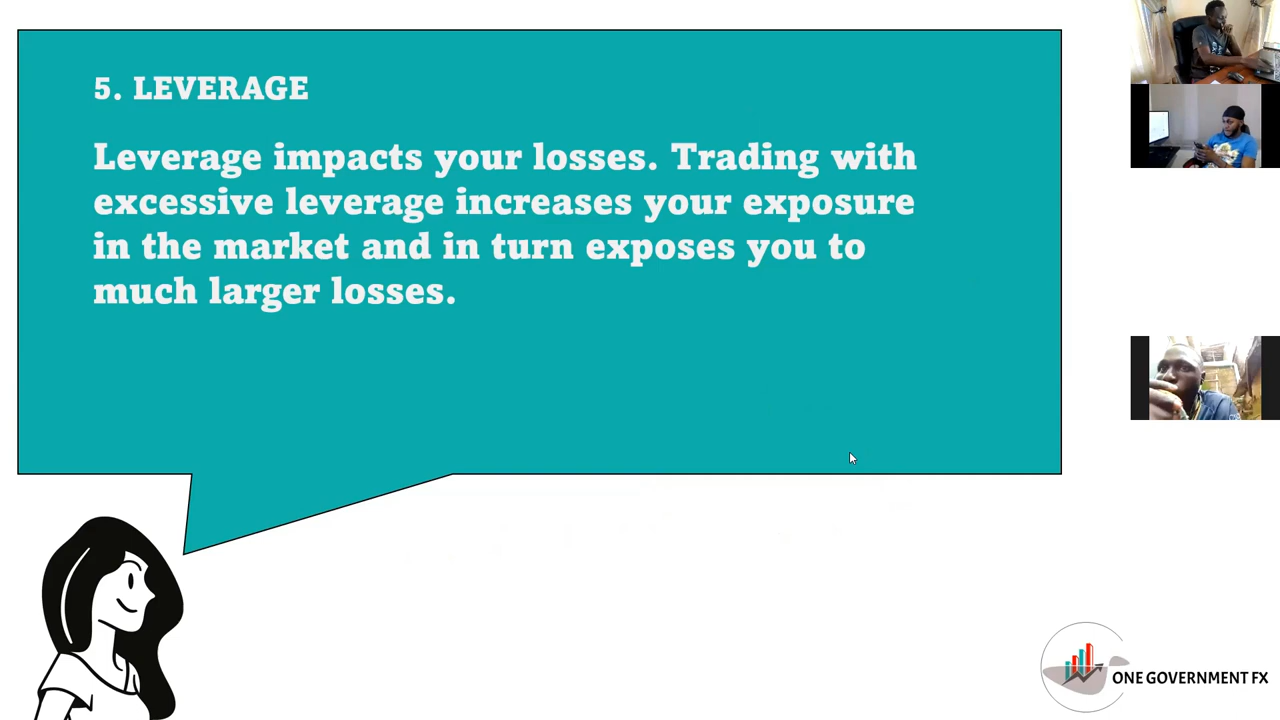 5. LEVERAGE
Leverage impacts your losses. Trading with
excessive leverage increases your exposure
in the market and in turn exposes you to
much larger losses.
ONE GOVERNMENT FX